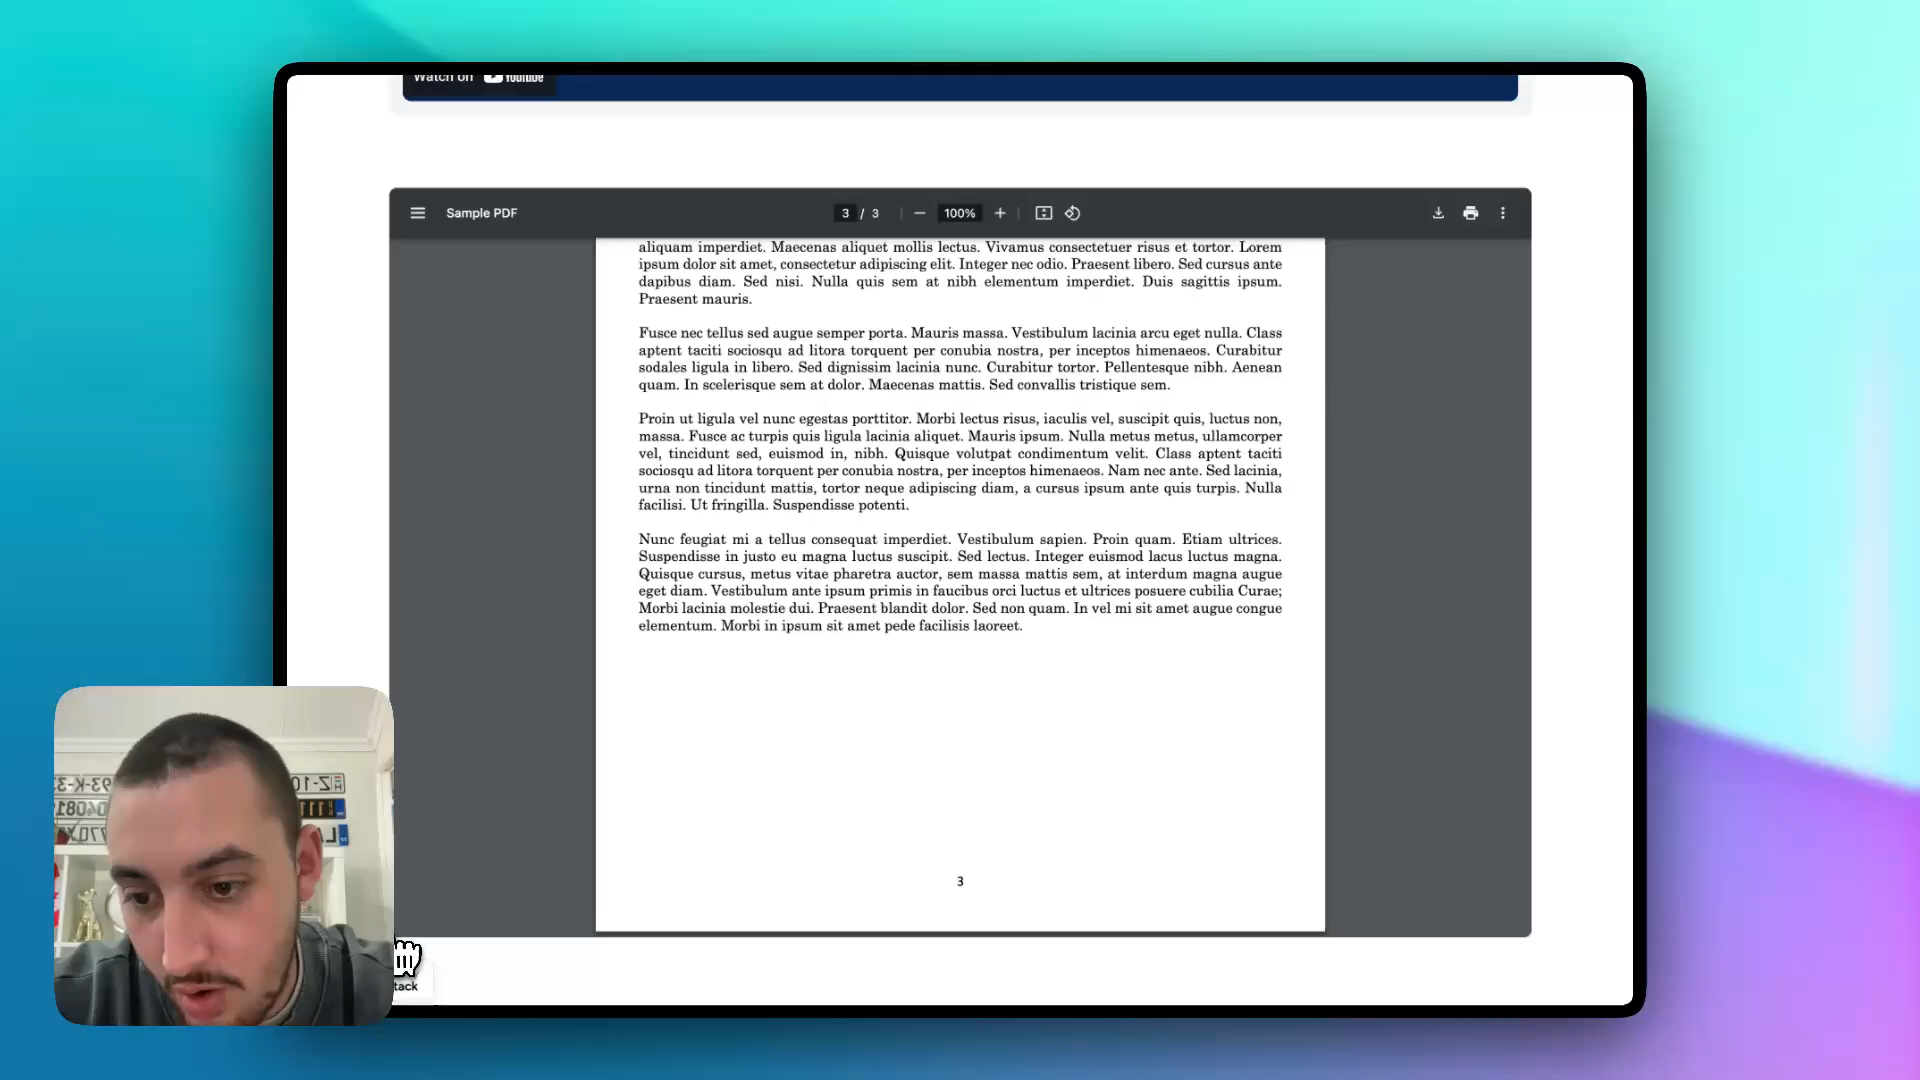 Watch on YouTube
Sample PDF
3 / 3
100%
aliquam imperdiet. Maecenas aliquet mollis lectus. Vivamus consectetuer risus et tortor. Lorem
ipsum dolor sit amet, consectetur adipiscing elit. Integer nec odio. Praesent libero. Sed cursus ante
dapibus diam. Sed nisi. Nulla quis sem at nibh elementum imperdiet. Duis sagittis ipsum.
Praesent mauris.
Fusce nec tellus sed augue semper porta. Mauris massa. Vestibulum lacinia arcu eget nulla. Class
aptent taciti sociosqu ad litora torquent per conubia nostra, per inceptos himenaeos. Curabitur
sodales ligula in libero. Sed dignissim lacinia nunc. Curabitur tortor. Pellentesque nibh. Aenean
quam. In scelerisque sem at dolor. Maecenas mattis. Sed convallis tristique sem.
Proin ut ligula vel nunc egestas porttitor. Morbi lectus risus, iaculis vel, suscipit quis, luctus non,
massa. Fusce ac turpis quis ligula lacinia aliquet. Mauris ipsum. Nulla metus metus, ullamcorper
vel, tincidunt sed, euismod in, nibh. Quisque volutpat condimentum velit. Class aptent taciti
sociosqu ad litora torquent per conubia nostra, per inceptos himenaeos. Nam nec ante. Sed lacinia,
urna non tincidunt mattis, tortor neque adipiscing diam, a cursus ipsum ante quis turpis. Nulla
facilisi. Ut fringilla. Suspendisse potenti.
Nunc feugiat mi a tellus consequat imperdiet. Vestibulum sapien. Proin quam. Etiam ultrices.
Suspendisse in justo eu magna luctus suscipit. Sed lectus. Integer euismod lacus luctus magna.
Quisque cursus, metus vitae pharetra auctor, sem massa mattis sem, at interdum magna augue
eget diam. Vestibulum ante ipsum primis in faucibus orci luctus et ultrices posuere cubilia Curae;
Morbi lacinia molestie dui. Praesent blandit dolor. Sed non quam. In vel mi sit amet augue congue
elementum. Morbi in ipsum sit amet pede facilisis laoreet.
3
tack